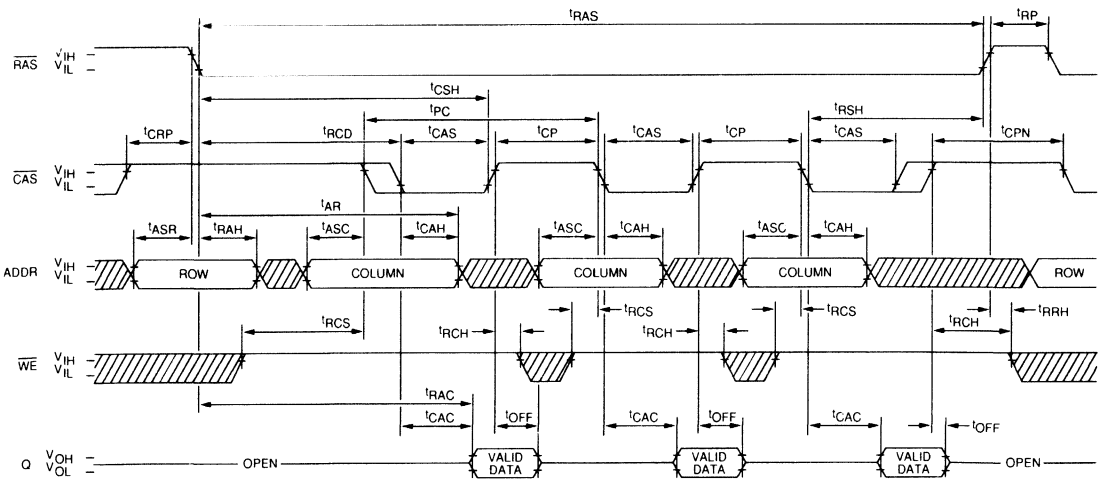 tRAS
tRP
RAS VIH
VIL
tCSH
tPC
tRSH
tCRP
tRCD
tCAS
tCP
tCAS
tCP
tCAS
tCPN
CAS VIH
VIL
tAR
tASR
tRAH
tASC
tCAH
tASC
tCAH
tASC
tCAH
ADDR VIH
VIL
ROW
COLUMN
COLUMN
COLUMN
ROW
tRCS
tRCH
tRCS
tRCH
tRCS
tRCH
tRRH
WE VIH
VIL
tRAC
tCAC
tOFF
tCAC
tOFF
tCAC
tOFF
Q VOH
VOL
OPEN
VALID
DATA
VALID
DATA
VALID
DATA
OPEN